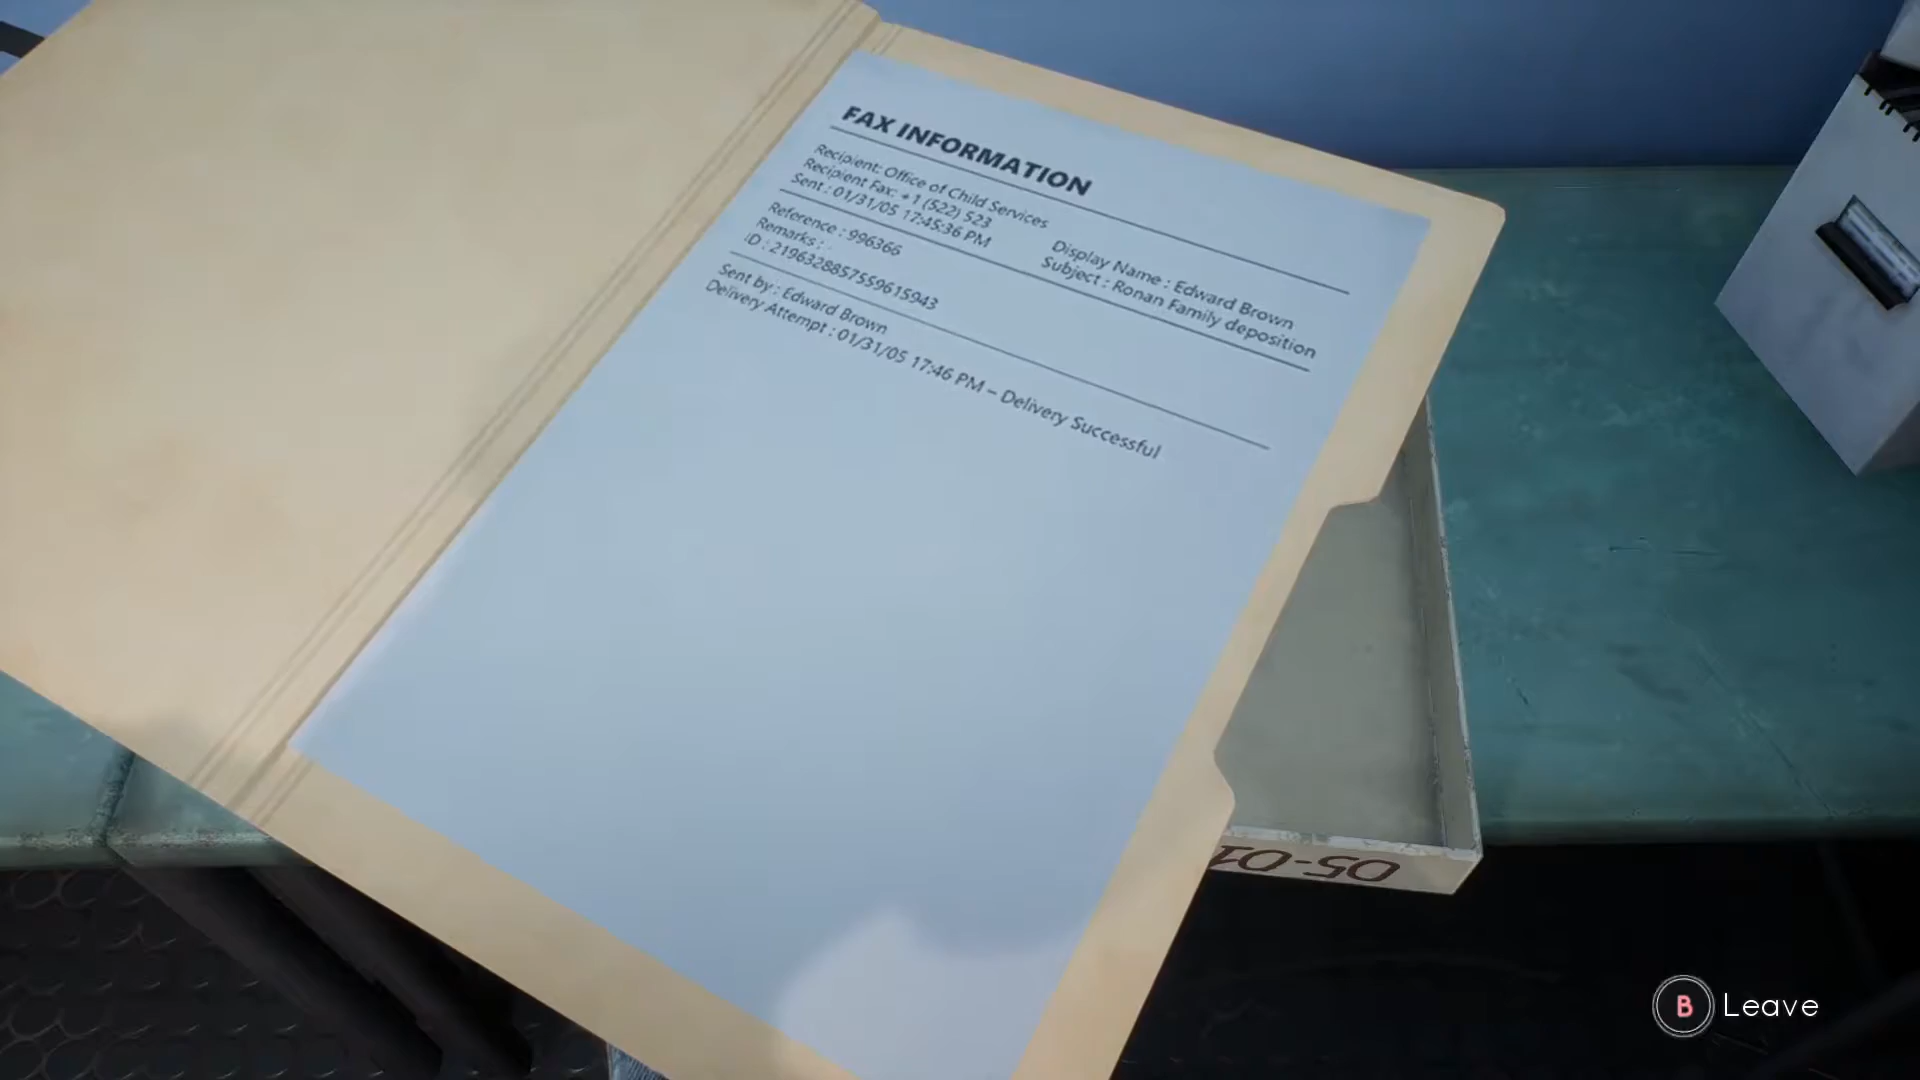 FAX INFORMATION
Recipient: Office of Child Services
Recipient Fax: +1 (522) 523
Sent : 01/31/05 17:45:36 PM
Display Name : Edward Brown
Subject : Ronan Family deposition
Reference : 996366
Remarks : -
ID : 2196328857559615943
Sent by : Edward Brown
Delivery Attempt : 01/31/05 17:46 PM – Delivery Successful
05-01
B Leave